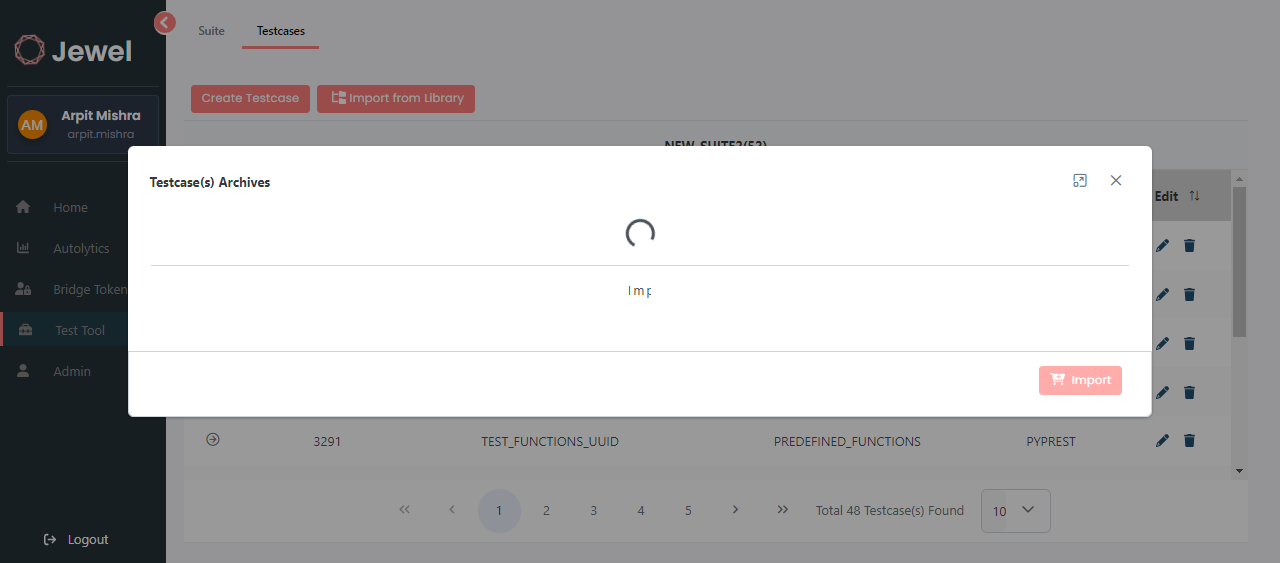 Suite Testcases
Jewel
Create Testcase Import from Library
AM Arpit Mishra
arpit.mishra
Testcase(s) Archives
Edit
Home
Autolytics
Bridge Token
Imp
Test Tool
Admin
Import
3291 TEST_FUNCTIONS_UUID PREDEFINED_FUNCTIONS PYPREST
1 2 3 4 5 Total 48 Testcase(s) Found 10
Logout